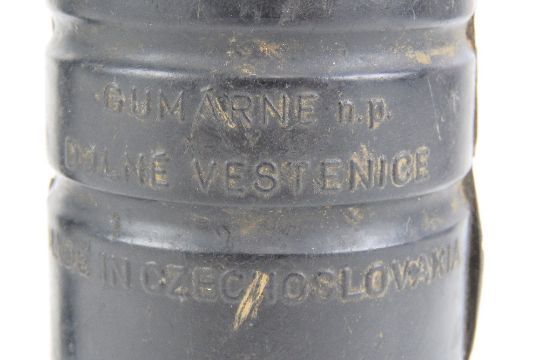 GUMÁRNE n.p.
DOLNÉ VESTENICE
MADE IN CZECHOSLOVAKIA